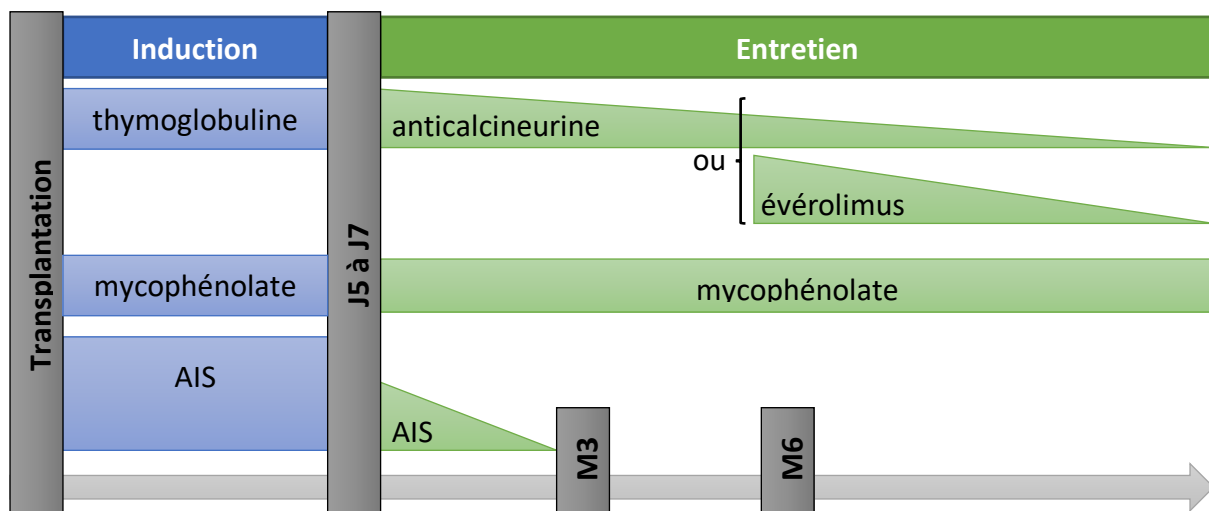 Transplantation
Induction
J5 à J7
Entretien
thymoglobuline
anticalcineurine
ou
évérolimus
mycophénolate
mycophénolate
AIS
AIS
M3
M6